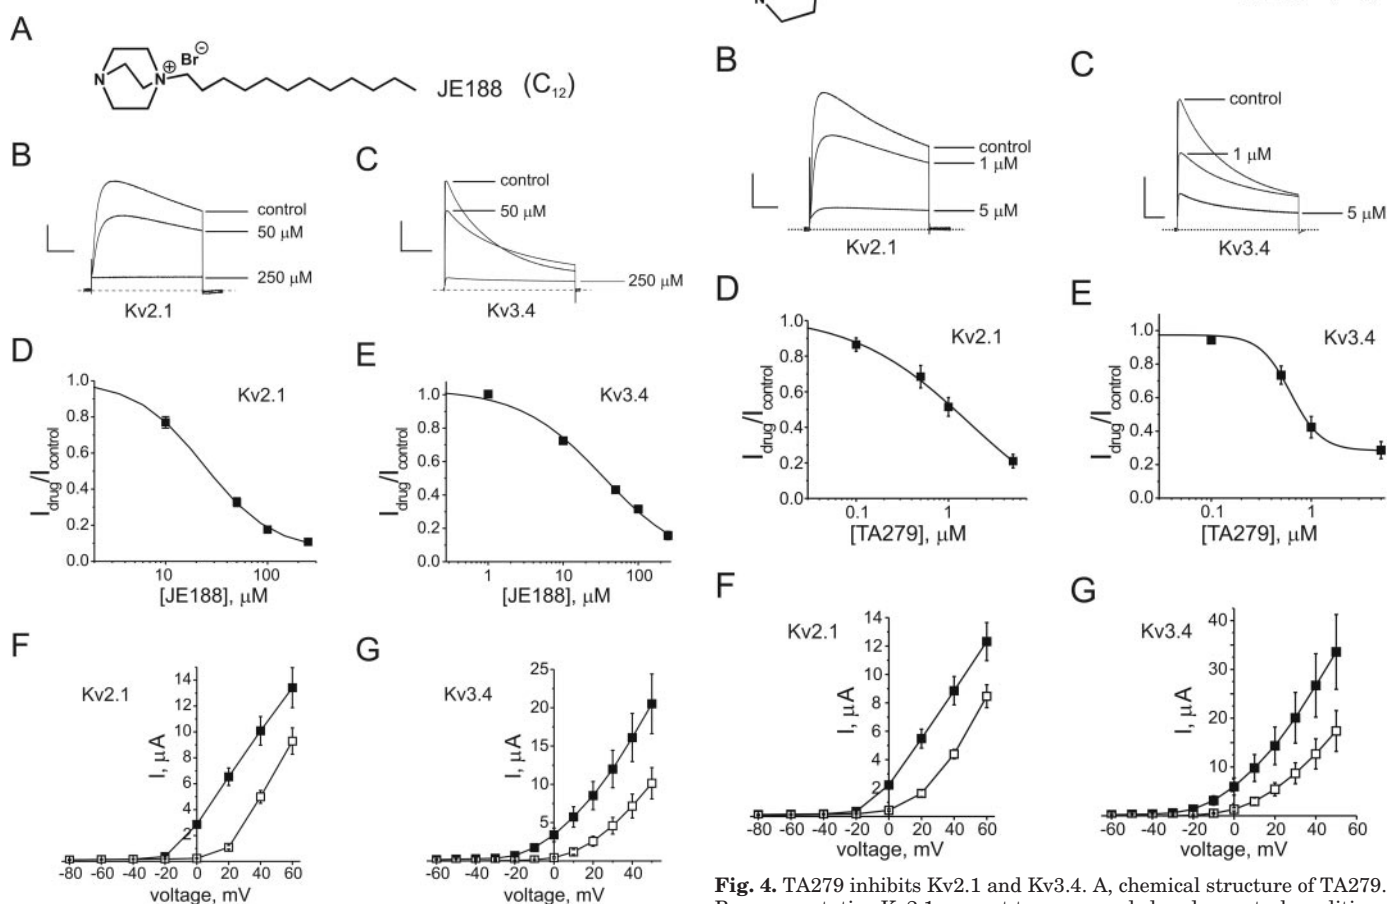 A
N
N
⊕
Br⊖
JE188 (C12)
B
control
50 μM
250 μM
Kv2.1
C
control
50 μM
250 μM
Kv3.4
D
Kv2.1
Idrug/Icontrol
1.0
0.8
0.6
0.4
0.2
0.0
10
100
[JE188], μM
E
Kv3.4
Idrug/Icontrol
1.0
0.8
0.6
0.4
0.2
0.0
1
10
100
[JE188], μM
F
Kv2.1
I, μA
14
12
10
8
6
4
2
-80 -60 -40 -20 0 20 40 60
voltage, mV
G
Kv3.4
I, μA
25
20
15
10
5
-60 -40 -20 0 20 40
voltage, mV
N
B
control
1 μM
5 μM
Kv2.1
C
control
1 μM
5 μM
Kv3.4
D
Kv2.1
Idrug/Icontrol
1.0
0.8
0.6
0.4
0.2
0.0
0.1
1
[TA279], μM
E
Kv3.4
Idrug/Icontrol
1.0
0.8
0.6
0.4
0.2
0.0
0.1
1
[TA279], μM
F
Kv2.1
I, μA
14
12
10
8
6
4
2
-80 -60 -40 -20 0 20 40 60
voltage, mV
G
Kv3.4
I, μA
40
30
20
10
-60 -40 -20 0 20 40 60
voltage, mV
Fig. 4. TA279 inhibits Kv2.1 and Kv3.4. A, chemical structure of TA279.